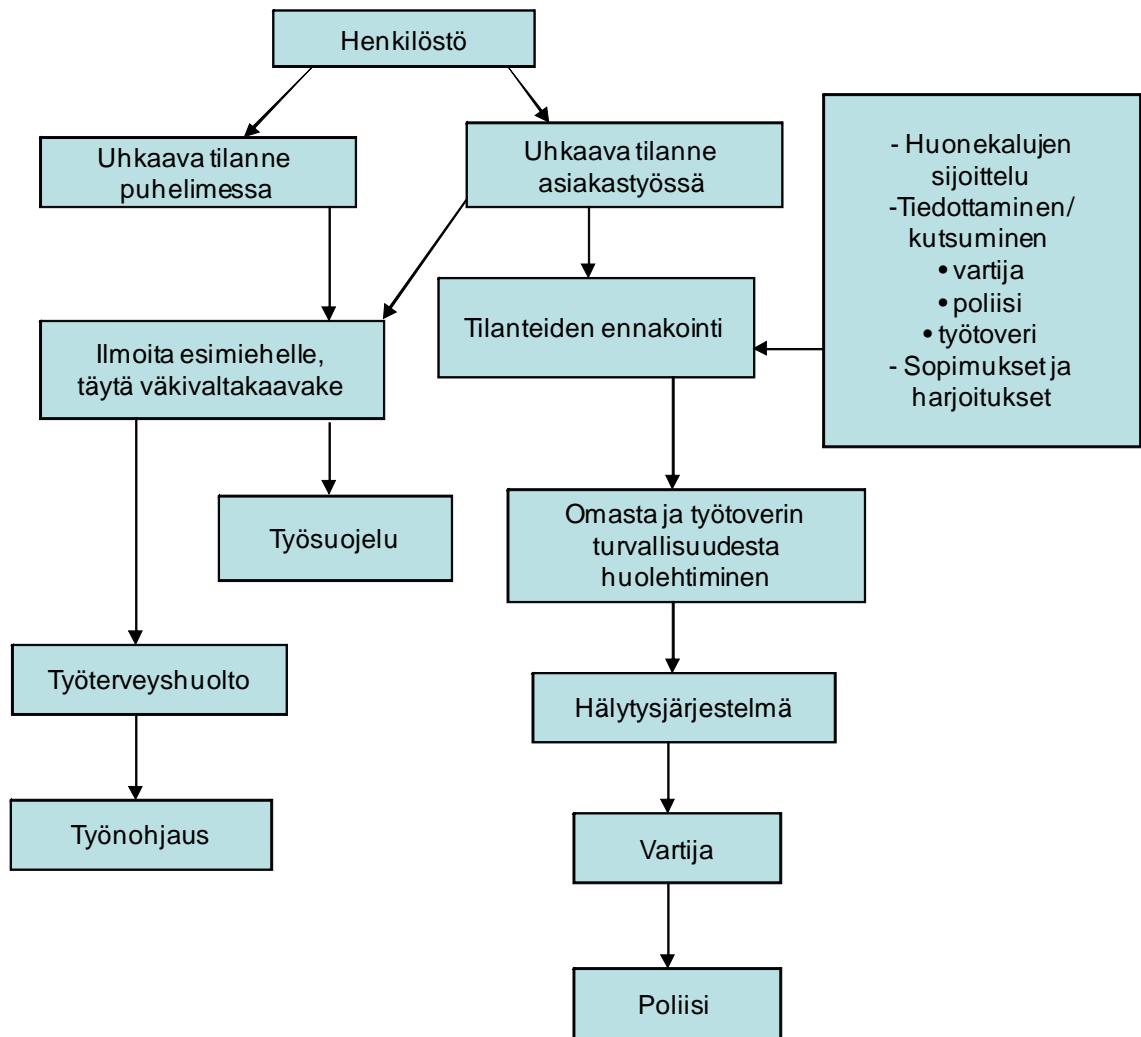 Henkilöstö
Uhkaava tilanne
puhelimessa
Uhkaava tilanne
asiakastyössä
- Huonekalujen
sijoittelu
-Tiedottaminen/
kutsuminen
• vartija
• poliisi
• työtoveri
- Sopimukset ja
harjoitukset
Tilanteiden ennakointi
Ilmoita esimiehelle,
täytä väkivaltakaavake
Työsuojelu
Omasta ja työtoverin
turvallisuudesta
huolehtiminen
Työterveyshuolto
Hälytysjärjestelmä
Työnohjaus
Vartija
Poliisi